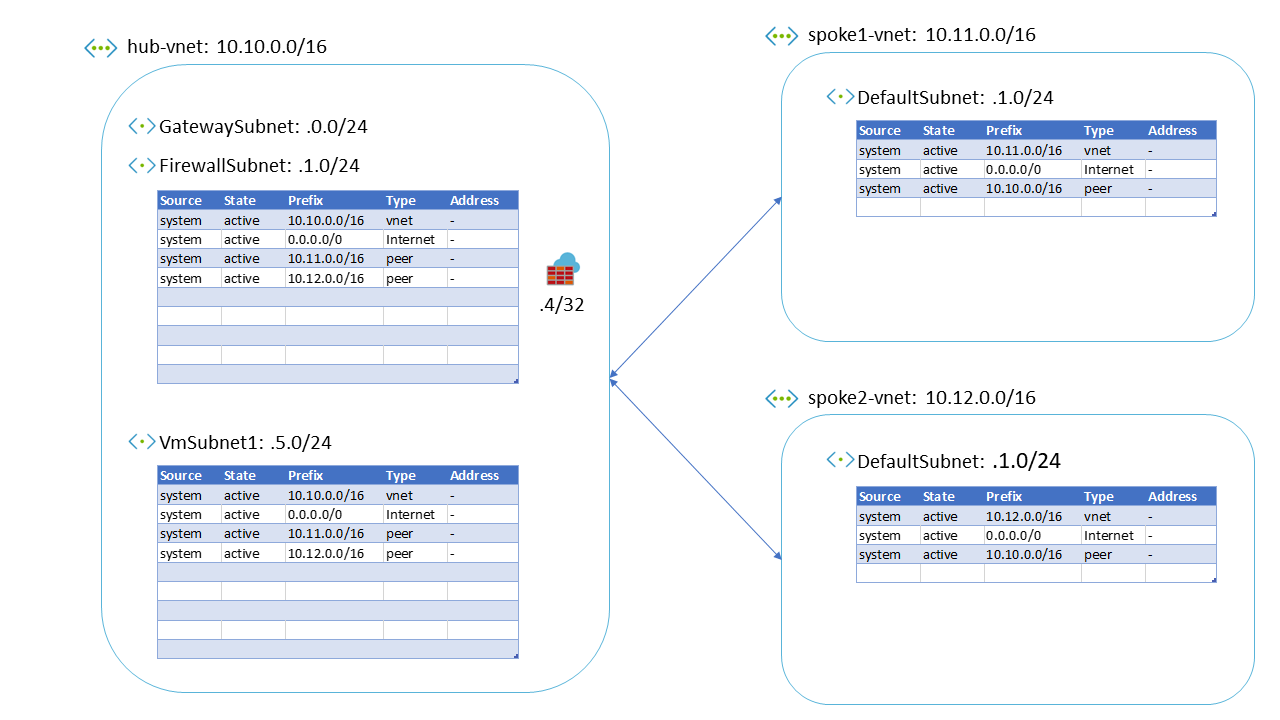 hub-vnet: 10.10.0.0/16
GatewaySubnet: .0.0/24
FirewallSubnet: .1.0/24
Source State Prefix Type Address
system active 10.10.0.0/16 vnet -
system active 0.0.0.0/0 Internet -
system active 10.11.0.0/16 peer -
system active 10.12.0.0/16 peer -
.4/32
VmSubnet1: .5.0/24
Source State Prefix Type Address
system active 10.10.0.0/16 vnet -
system active 0.0.0.0/0 Internet -
system active 10.11.0.0/16 peer -
system active 10.12.0.0/16 peer -
spoke1-vnet: 10.11.0.0/16
DefaultSubnet: .1.0/24
Source State Prefix Type Address
system active 10.11.0.0/16 vnet -
system active 0.0.0.0/0 Internet -
system active 10.10.0.0/16 peer -
spoke2-vnet: 10.12.0.0/16
DefaultSubnet: .1.0/24
Source State Prefix Type Address
system active 10.12.0.0/16 vnet -
system active 0.0.0.0/0 Internet -
system active 10.10.0.0/16 peer -